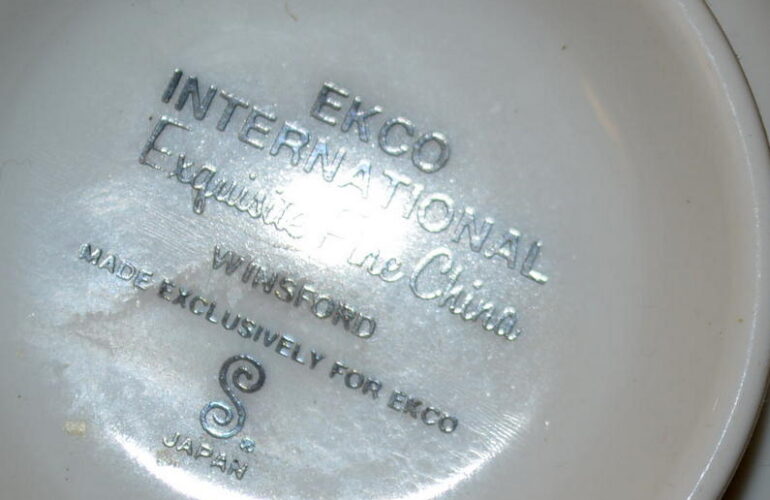 EKCO
INTERNATIONAL
Exquisite Fine China
WINSFORD
MADE EXCLUSIVELY FOR EKCO
S®
JAPAN